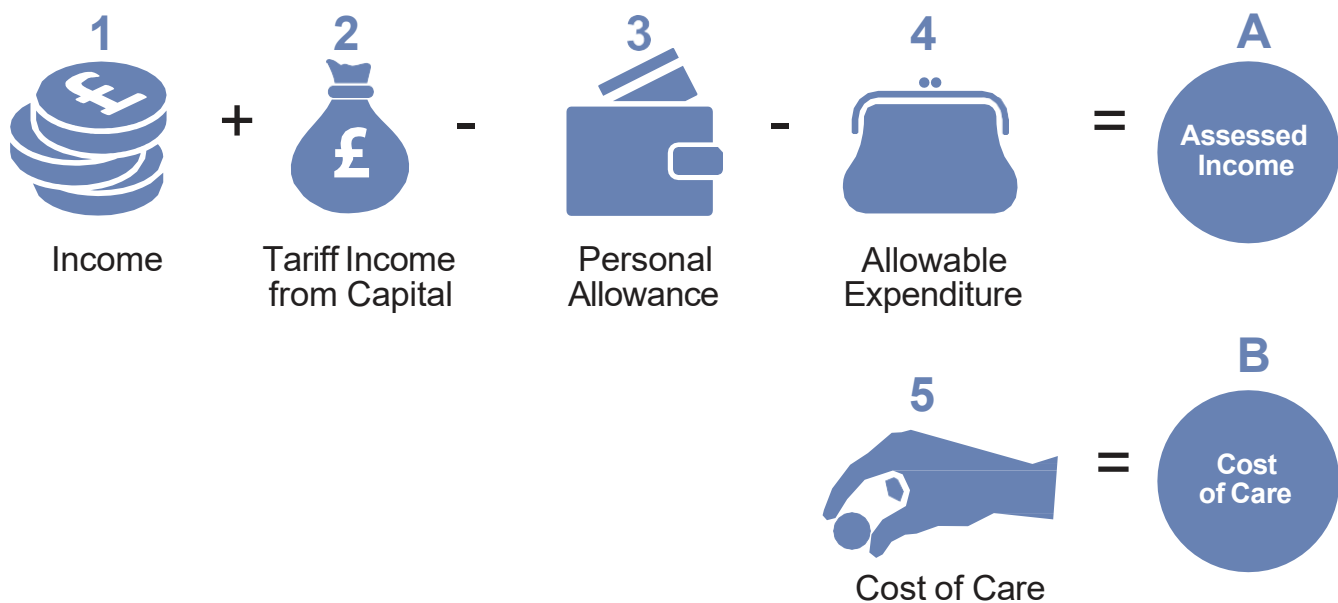 1 2 3 4 A
£ + £ - - = Assessed
Income
Income
Tariff Income
from Capital
Personal
Allowance
Allowable
Expenditure
5 B
= Cost
of Care
Cost of Care